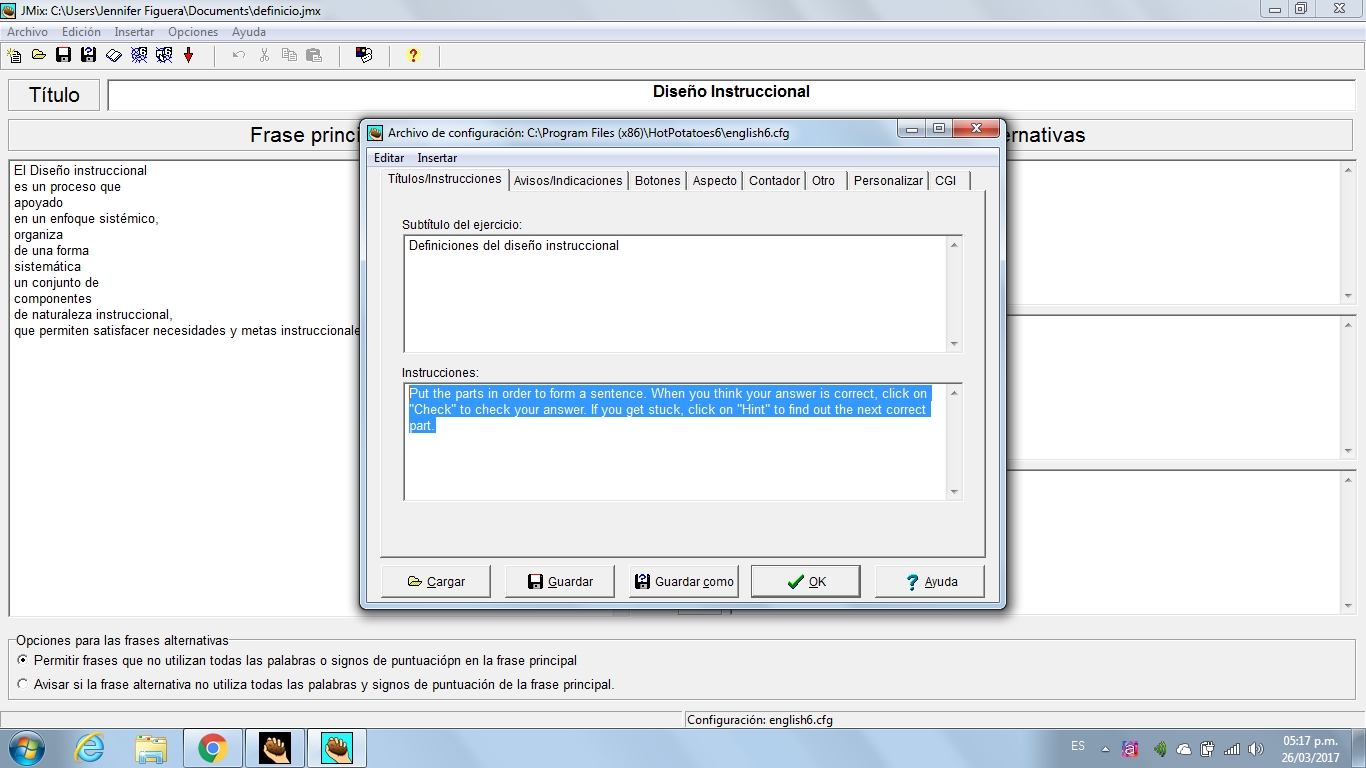 JMix: C:\Users\Jennifer Figuera\Documents\definicio.jmx
Archivo Edición Insertar Opciones Ayuda
Título
Diseño Instruccional
Frase princi
rnativas
El Diseño instruccional
es un proceso que
apoyado
en un enfoque sistémico,
organiza
de una forma
sistemática
un conjunto de
componentes
de naturaleza instruccional,
que permiten satisfacer necesidades y metas instruccionale
Archivo de configuración: C:\Program Files (x86)\HotPotatoes6\english6.cfg
Editar Insertar
Títulos/Instrucciones Avisos/Indicaciones Botones Aspecto Contador Otro Personalizar CGI
Subtítulo del ejercicio:
Definiciones del diseño instruccional
Instrucciones:
Put the parts in order to form a sentence. When you think your answer is correct, click on
"Check" to check your answer. If you get stuck, click on "Hint" to find out the next correct
part.
Cargar Guardar Guardar como OK Ayuda
Opciones para las frases alternativas
Permitir frases que no utilizan todas las palabras o signos de puntuaciópn en la frase principal
Avisar si la frase alternativa no utiliza todas las palabras y signos de puntuación de la frase principal.
Configuración: english6.cfg
ES
05:17 p.m.
26/03/2017